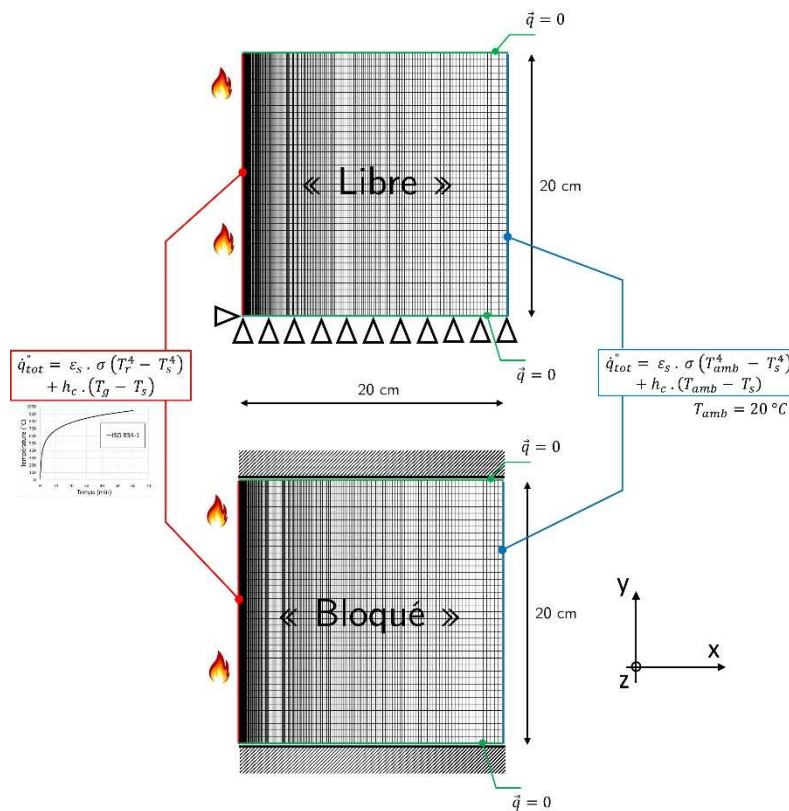 q⃗ = 0
« Libre »
20 cm
q⃗ = 0
q̇"tot = εs . σ (Tr⁴ − Ts⁴)
+ hc . (Tg − Ts)
20 cm
q̇"tot = εs . σ (Tamb⁴ − Ts⁴)
+ hc . (Tamb − Ts)
Tamb = 20 °C
Température (°C)
ISO 834-1
Temps (min)
q⃗ = 0
« Bloqué »
20 cm
y
x
z
q⃗ = 0